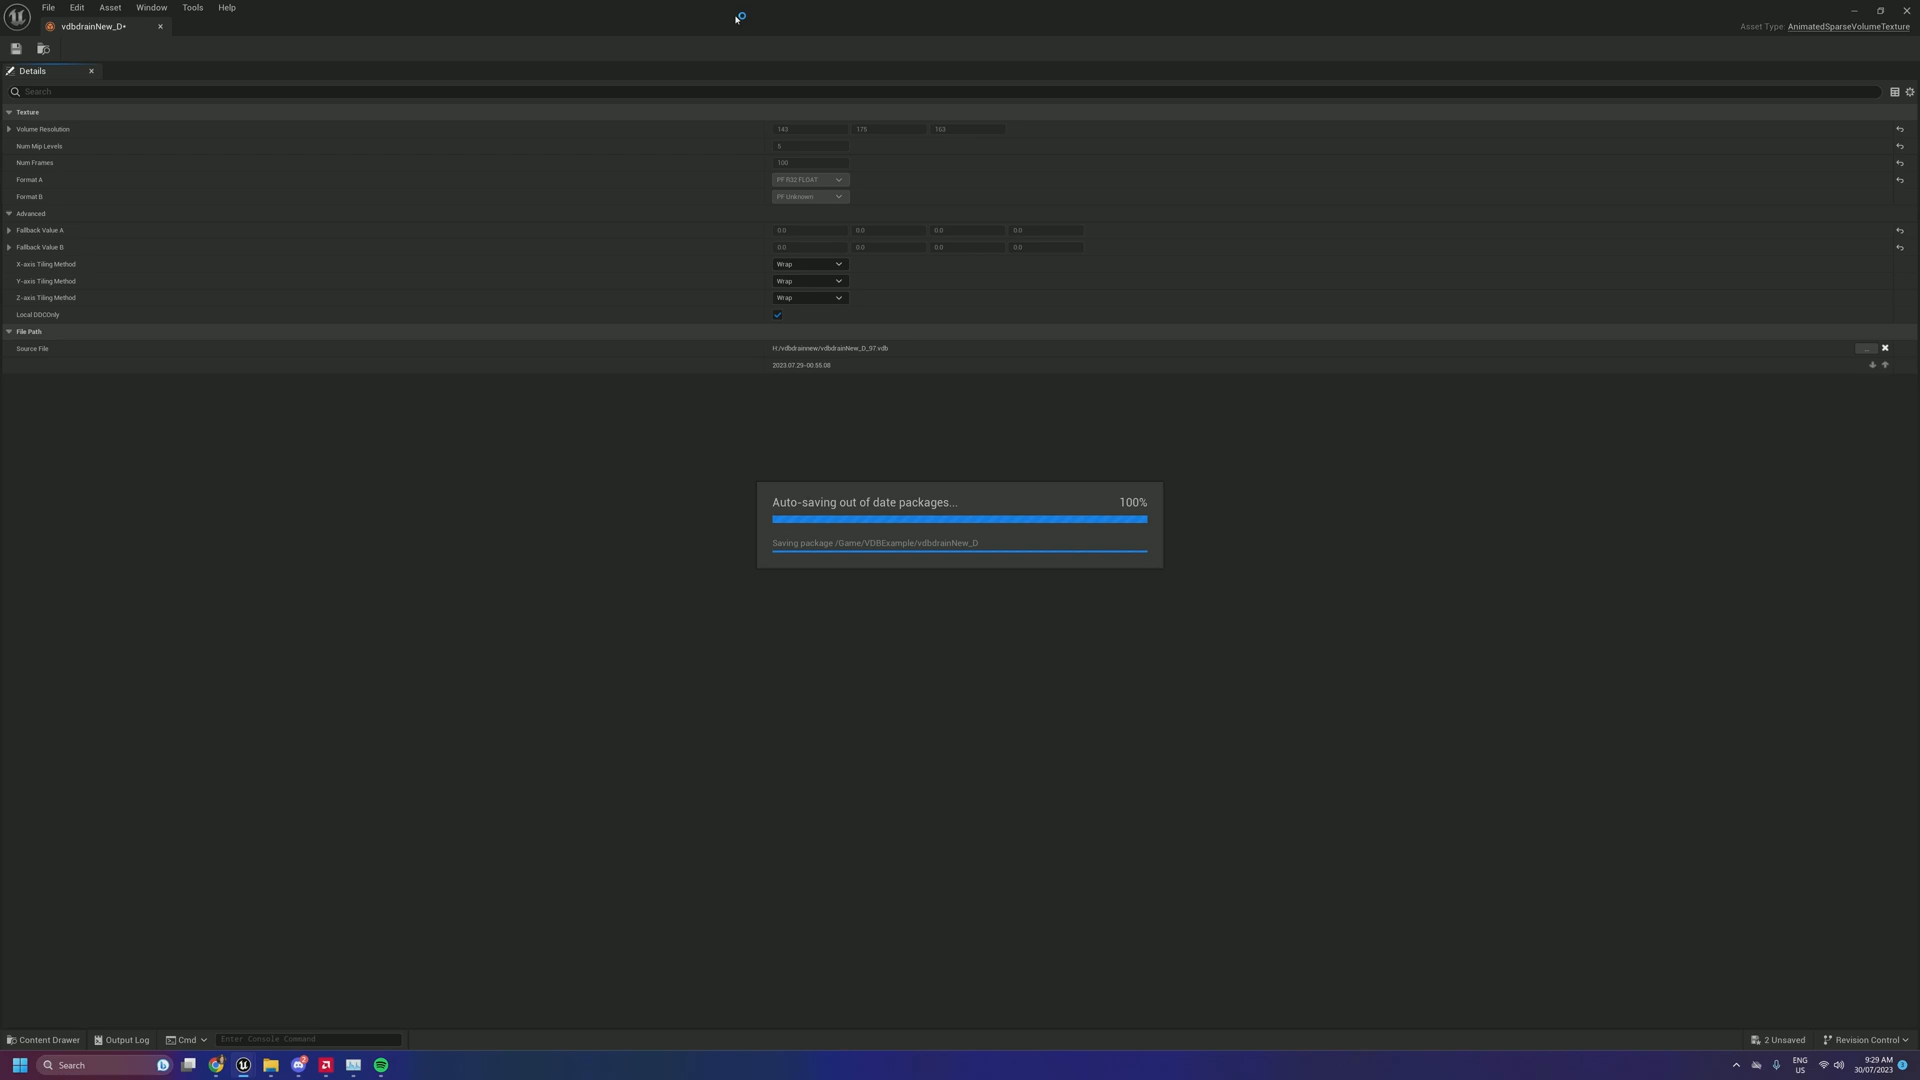 File Edit Asset Window Tools Help
vdbdrainNew_D•
Asset Type: AnimatedSparseVolumeTexture
Details
Search
Texture
Volume Resolution 143 175 163
Num Mip Levels 5
Num Frames 100
Format A PF R32 FLOAT
Format B PF Unknown
Advanced
Fallback Value A 0.0 0.0 0.0 0.0
Fallback Value B 0.0 0.0 0.0 0.0
X-axis Tiling Method Wrap
Y-axis Tiling Method Wrap
Z-axis Tiling Method Wrap
Local DDCOnly
File Path
Source File H:/vdbdrainnew/vdbdrainNew_D_97.vdb
...
2023.07.29-00.55.08
Auto-saving out of date packages... 100%
Saving package /Game/VDBExample/vdbdrainNew_D
Content Drawer Output Log Cmd Enter Console Command 2 Unsaved Revision Control
Search
2
ENG
US
9:29 AM
30/07/2023
3